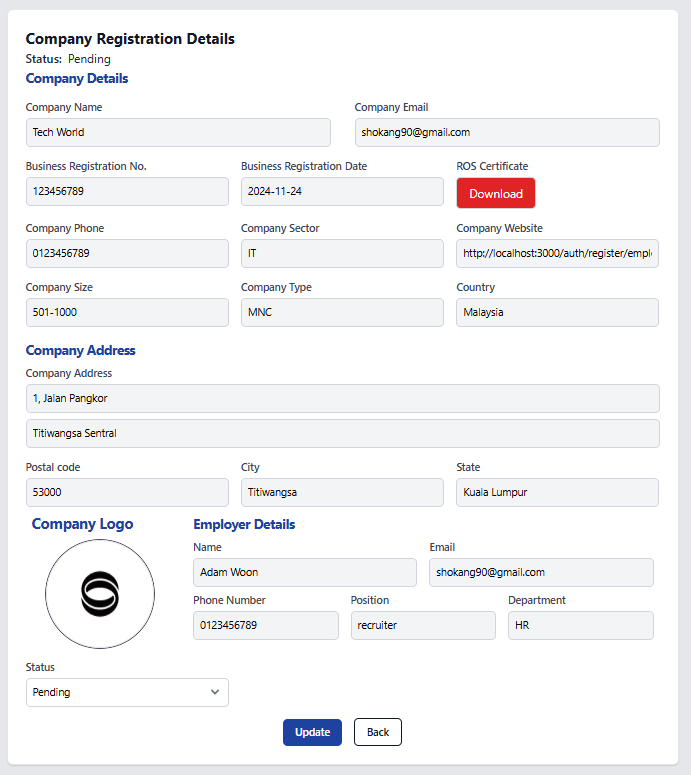 Company Registration Details
Status: Pending
Company Details
Company Name Company Email
Tech World shokang90@gmail.com
Business Registration No. Business Registration Date ROS Certificate
123456789 2024-11-24 Download
Company Phone Company Sector Company Website
0123456789 IT http://localhost:3000/auth/register/empl
Company Size Company Type Country
501-1000 MNC Malaysia
Company Address
Company Address
1, Jalan Pangkor
Titiwangsa Sentral
Postal code City State
53000 Titiwangsa Kuala Lumpur
Company Logo Employer Details
Name Email
Adam Woon shokang90@gmail.com
Phone Number Position Department
0123456789 recruiter HR
Status
Pending
Update Back